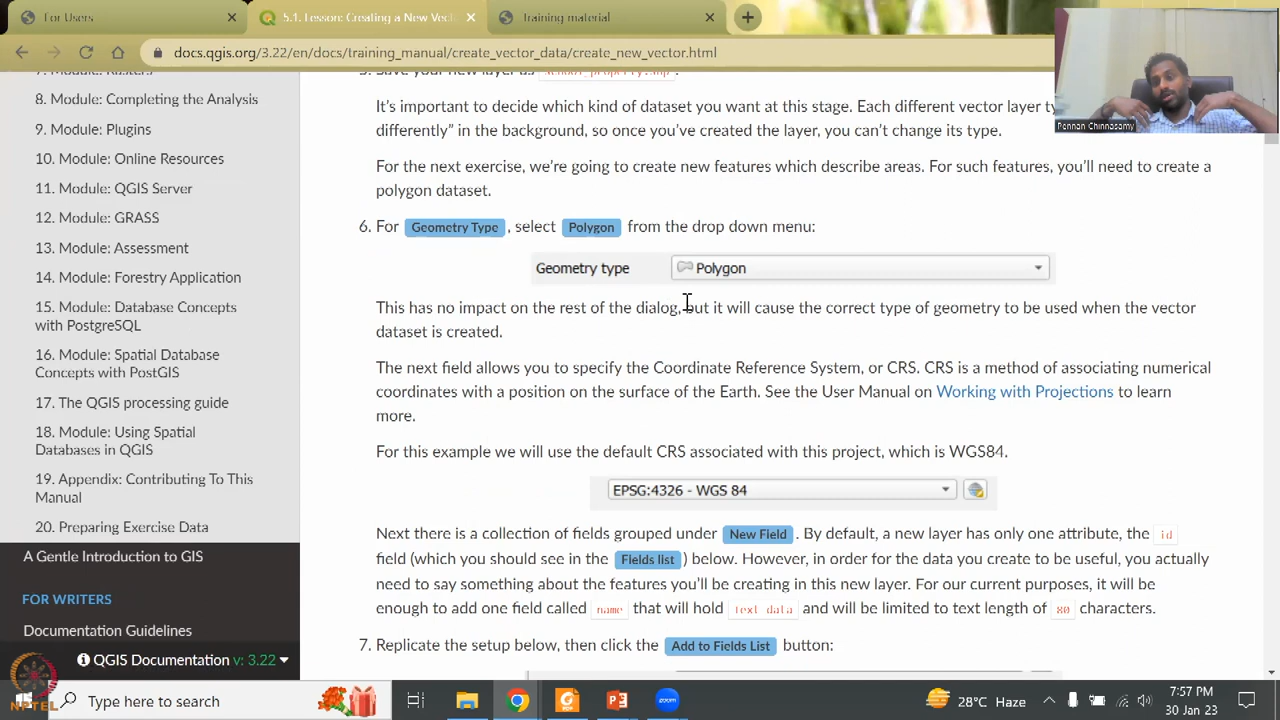 For Users
5.1. Lesson: Creating a New Vect
Training material
docs.qgis.org/3.22/en/docs/training_manual/create_vector_data/create_new_vector.html
Pennan Chinnasamy
8. Module: Completing the Analysis
9. Module: Plugins
10. Module: Online Resources
11. Module: QGIS Server
12. Module: GRASS
13. Module: Assessment
14. Module: Forestry Application
15. Module: Database Concepts
with PostgreSQL
16. Module: Spatial Database
Concepts with PostGIS
17. The QGIS processing guide
18. Module: Using Spatial
Databases in QGIS
19. Appendix: Contributing To This
Manual
20. Preparing Exercise Data
A Gentle Introduction to GIS
FOR WRITERS
Documentation Guidelines
QGIS Documentation v: 3.22
5. Save your new layer as school_property.shp.
It's important to decide which kind of dataset you want at this stage. Each different vector layer ty
differently” in the background, so once you've created the layer, you can't change its type.
For the next exercise, we're going to create new features which describe areas. For such features, you'll need to create a
polygon dataset.
6. For Geometry Type , select Polygon from the drop down menu:
Geometry type Polygon
This has no impact on the rest of the dialog, but it will cause the correct type of geometry to be used when the vector
dataset is created.
The next field allows you to specify the Coordinate Reference System, or CRS. CRS is a method of associating numerical
coordinates with a position on the surface of the Earth. See the User Manual on Working with Projections to learn
more.
For this example we will use the default CRS associated with this project, which is WGS84.
EPSG:4326 - WGS 84
Next there is a collection of fields grouped under New Field . By default, a new layer has only one attribute, the id
field (which you should see in the Fields list ) below. However, in order for the data you create to be useful, you actually
need to say something about the features you'll be creating in this new layer. For our current purposes, it will be
enough to add one field called name that will hold Text data and will be limited to text length of 80 characters.
7. Replicate the setup below, then click the Add to Fields List button:
NPTEL
Type here to search
28°C Haze
7:57 PM
30 Jan 23